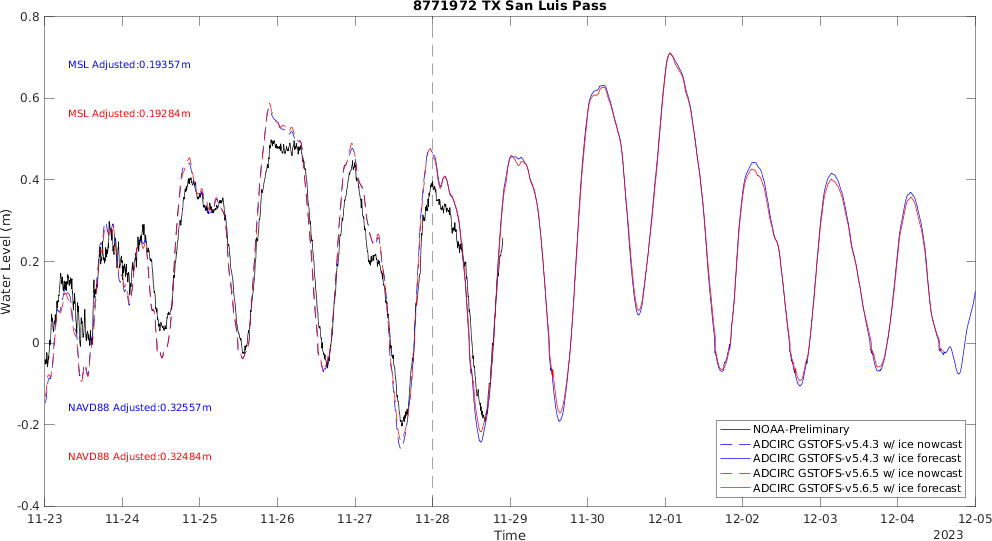 8771972 TX San Luis Pass
0.8
0.6
0.4
0.2
0
-0.2
-0.4
Water Level (m)
MSL Adjusted:0.19357m
MSL Adjusted:0.19284m
NAVD88 Adjusted:0.32557m
NAVD88 Adjusted:0.32484m
NOAA-Preliminary
ADCIRC GSTOFS-v5.4.3 w/ ice nowcast
ADCIRC GSTOFS-v5.4.3 w/ ice forecast
ADCIRC GSTOFS-v5.6.5 w/ ice nowcast
ADCIRC GSTOFS-v5.6.5 w/ ice forecast
11-23 11-24 11-25 11-26 11-27 11-28 11-29 11-30 12-01 12-02 12-03 12-04 12-05
Time
2023